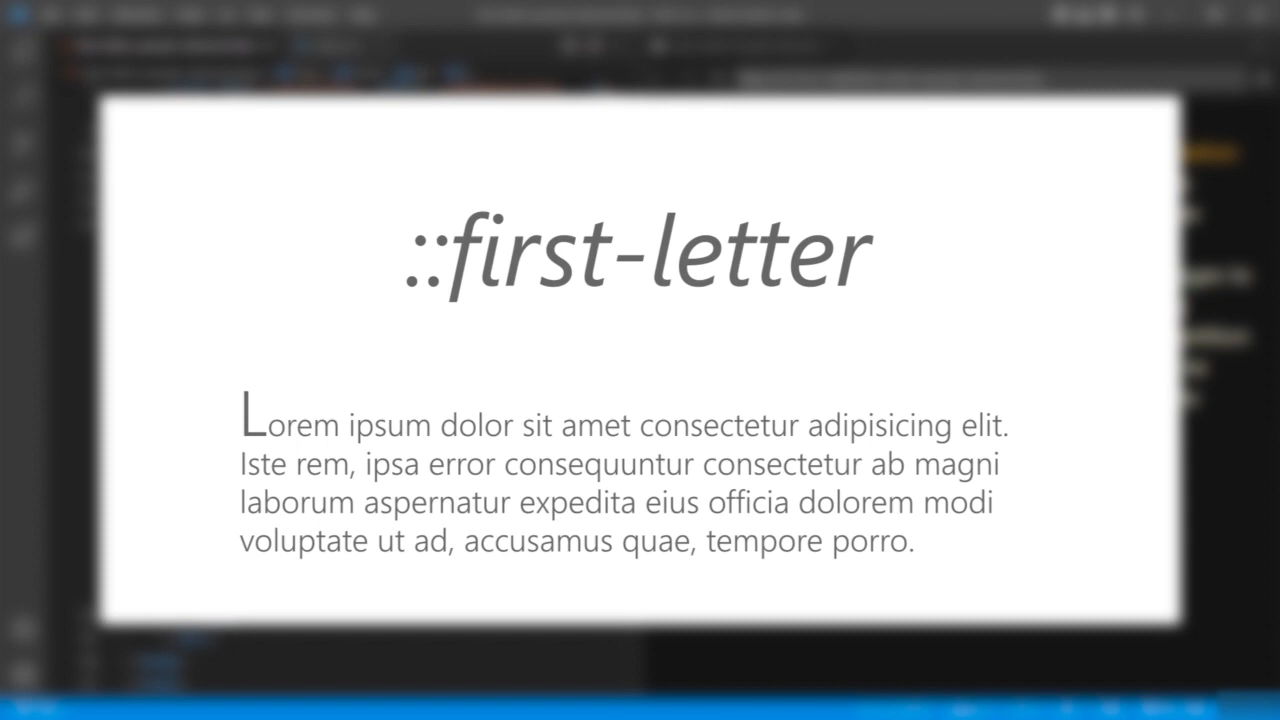 ::first-letter
Lorem ipsum dolor sit amet consectetur adipisicing elit.
Iste rem, ipsa error consequuntur consectetur ab magni
laborum aspernatur expedita eius officia dolorem modi
voluptate ut ad, accusamus quae, tempore porro.